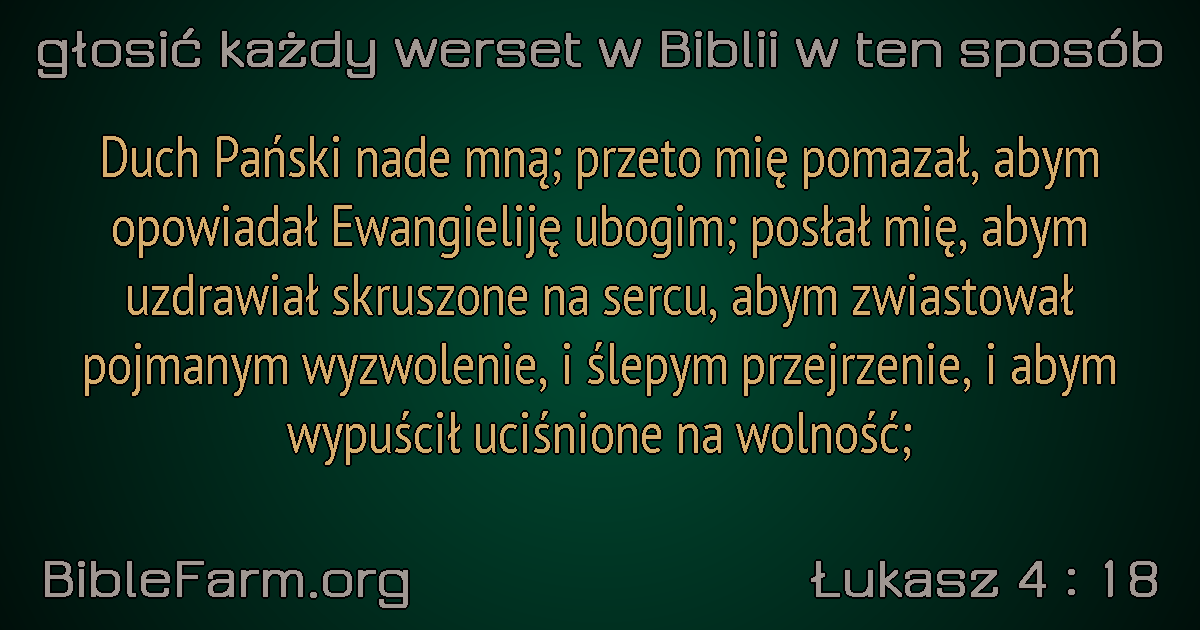 głosić każdy werset w Biblii w ten sposób
Duch Pański nade mną; przeto mię pomazał, abym
opowiadał Ewangieliję ubogim; posłał mię, abym
uzdrawiał skruszone na sercu, abym zwiastował
pojmanym wyzwolenie, i ślepym przejrzenie, i abym
wypuścił uciśnione na wolność;
BibleFarm.org
Łukasz 4 : 18